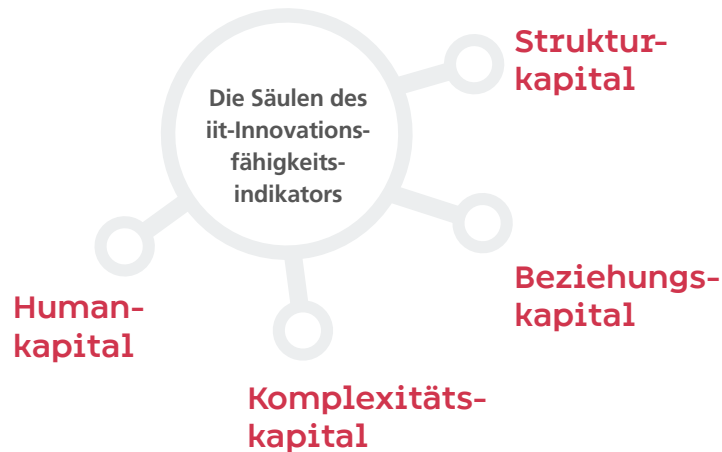 Die Säulen des
iit-Innovations-
fähigkeits-
indikators
Struktur-
kapital
Beziehungs-
kapital
Human-
kapital
Komplexitäts-
kapital